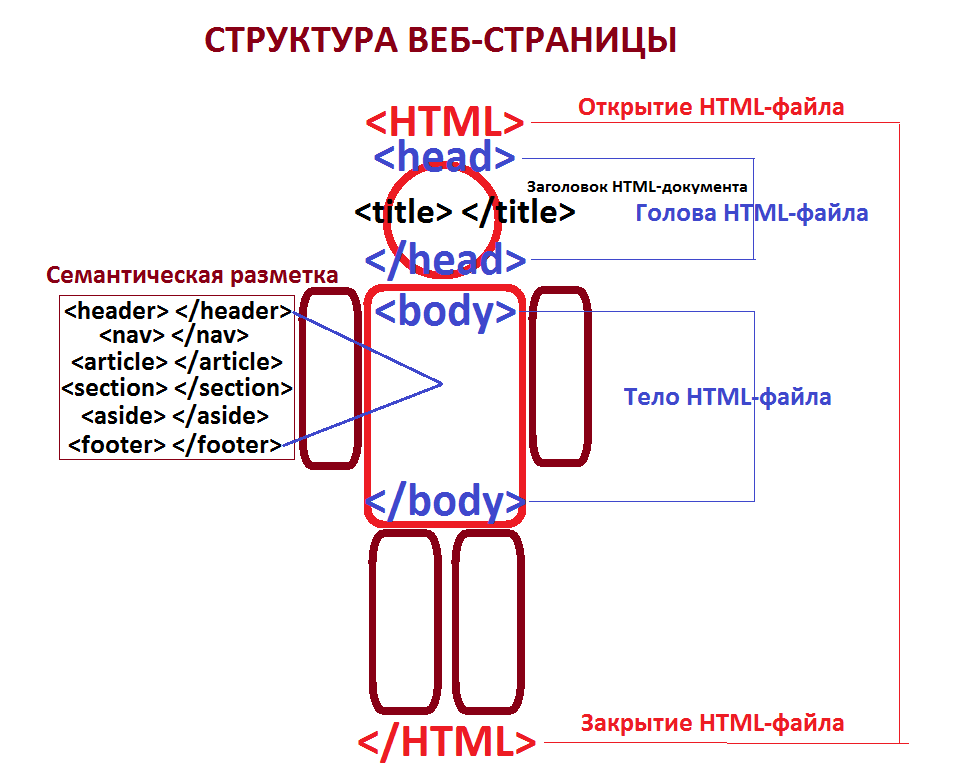 СТРУКТУРА ВЕБ-СТРАНИЦЫ
<HTML>
Открытие HTML-файла
<head>
Заголовок HTML-документа
<title> </title>
Голова HTML-файла
</head>
Семантическая разметка
<header> </header>
<nav> </nav>
<article> </article>
<section> </section>
<aside> </aside>
<footer> </footer>
<body>
Тело HTML-файла
</body>
Закрытие HTML-файла
</HTML>